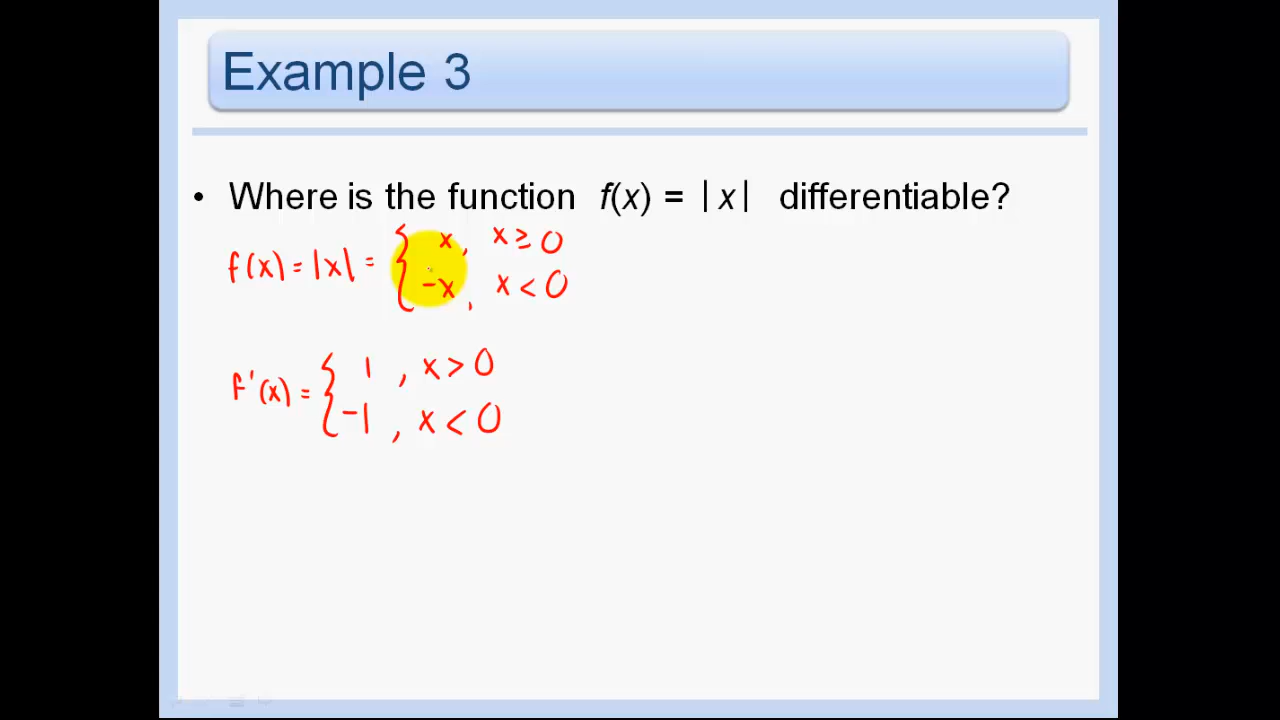 Example 3
• Where is the function f(x) = |x| differentiable?
f(x) = |x| = { x, x ≥ 0
-x, x < 0
f'(x) = { 1, x > 0
-1, x < 0